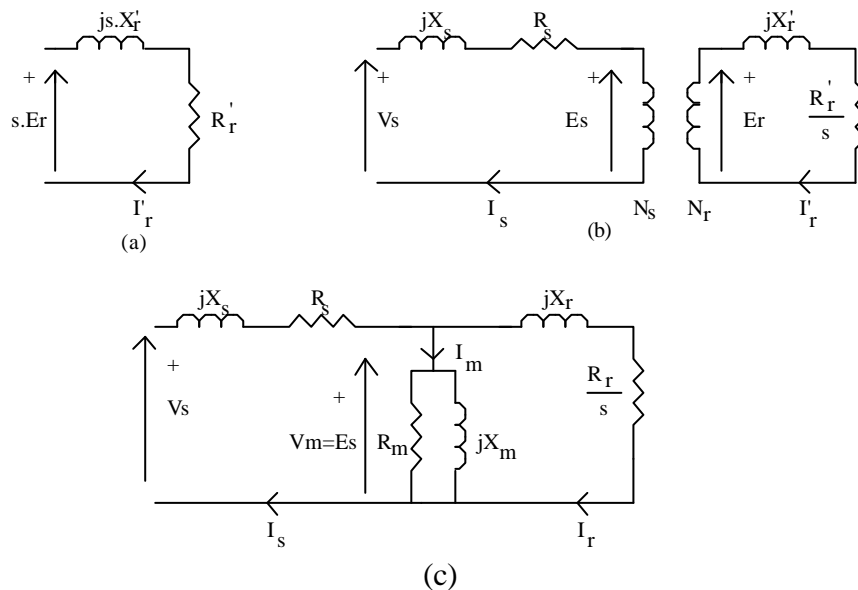 js.X'r
+
s.Er
R'r
I'r
(a)
jXs
Rs
+
Vs
+
Es
Is
Ns
jX'r
+
Er
R'r
s
Nr
I'r
(b)
jXs
Rs
jXr
Im
+
Vs
+
Vm=Es
Rm
jXm
Rr
s
Is
Ir
(c)